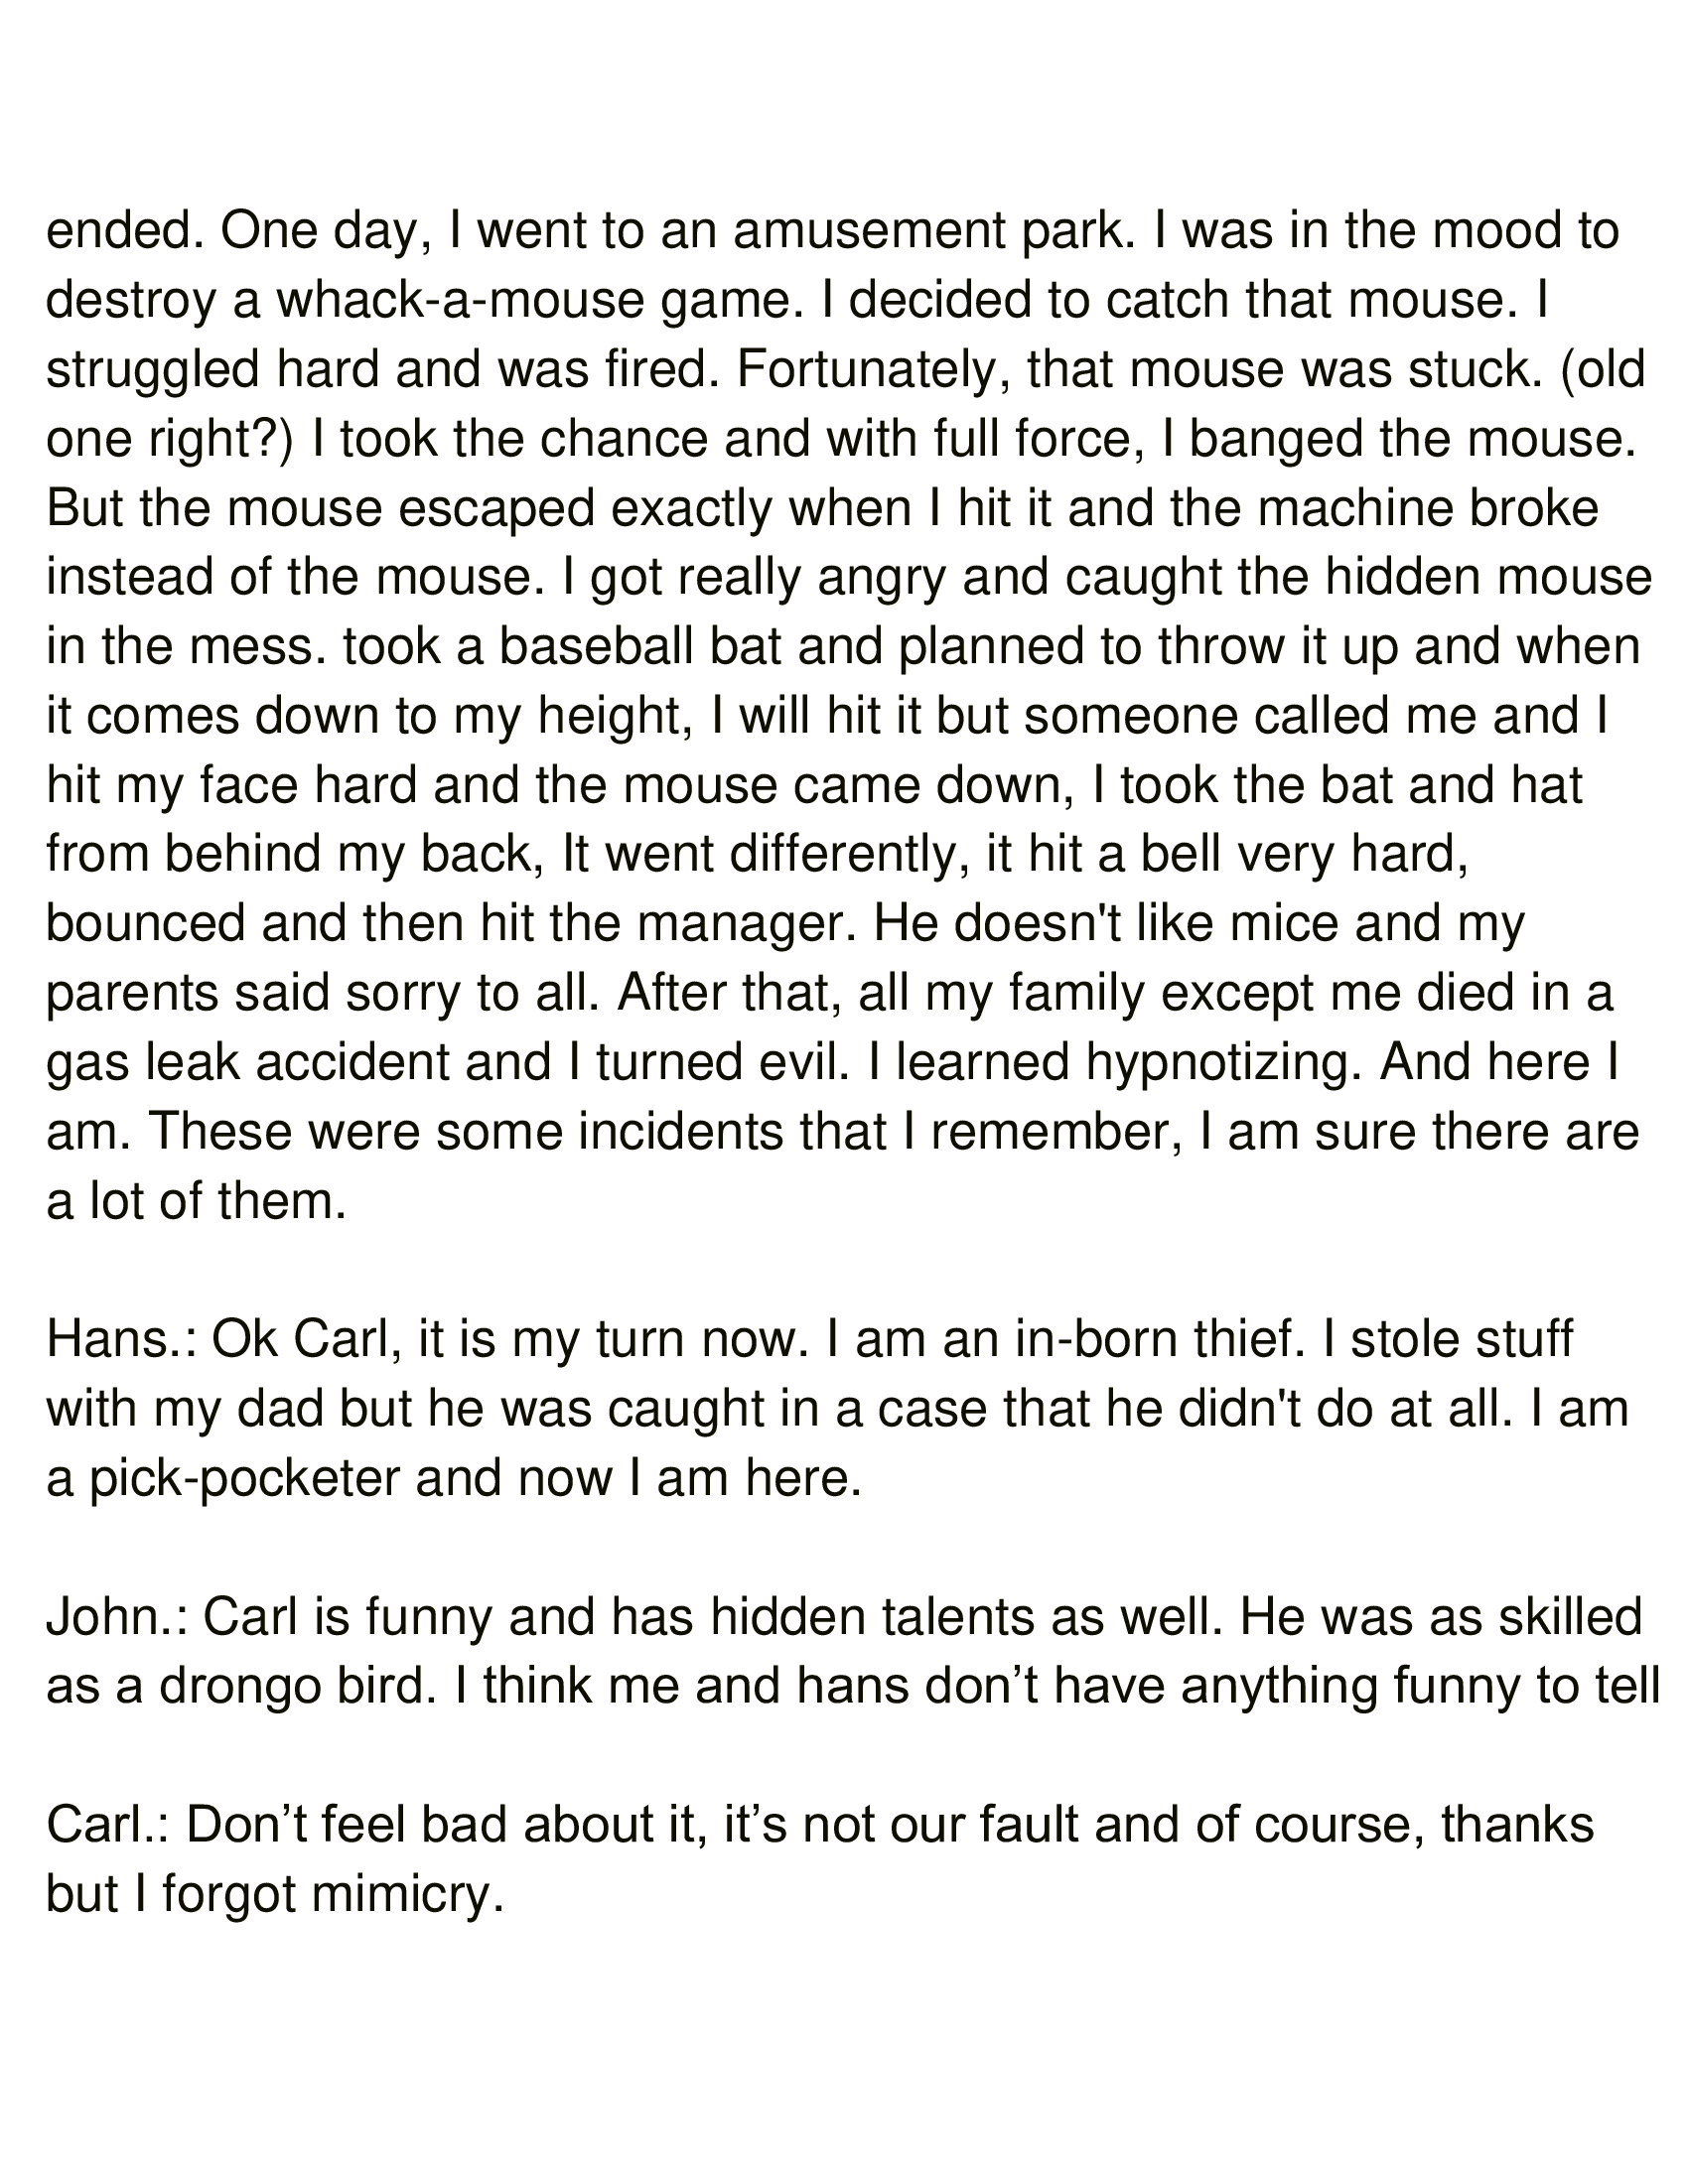 ended. One day, I went to an amusement park. I was in the mood to
destroy a whack-a-mouse game. I decided to catch that mouse. I
struggled hard and was fired. Fortunately, that mouse was stuck. (old
one right?) I took the chance and with full force, I banged the mouse.
But the mouse escaped exactly when I hit it and the machine broke
instead of the mouse. I got really angry and caught the hidden mouse
in the mess. took a baseball bat and planned to throw it up and when
it comes down to my height, I will hit it but someone called me and I
hit my face hard and the mouse came down, I took the bat and hat
from behind my back, It went differently, it hit a bell very hard,
bounced and then hit the manager. He doesn't like mice and my
parents said sorry to all. After that, all my family except me died in a
gas leak accident and I turned evil. I learned hypnotizing. And here I
am. These were some incidents that I remember, I am sure there are
a lot of them.
Hans.: Ok Carl, it is my turn now. I am an in-born thief. I stole stuff
with my dad but he was caught in a case that he didn't do at all. I am
a pick-pocketer and now I am here.
John.: Carl is funny and has hidden talents as well. He was as skilled
as a drongo bird. I think me and hans don’t have anything funny to tell
Carl.: Don’t feel bad about it, it’s not our fault and of course, thanks
but I forgot mimicry.